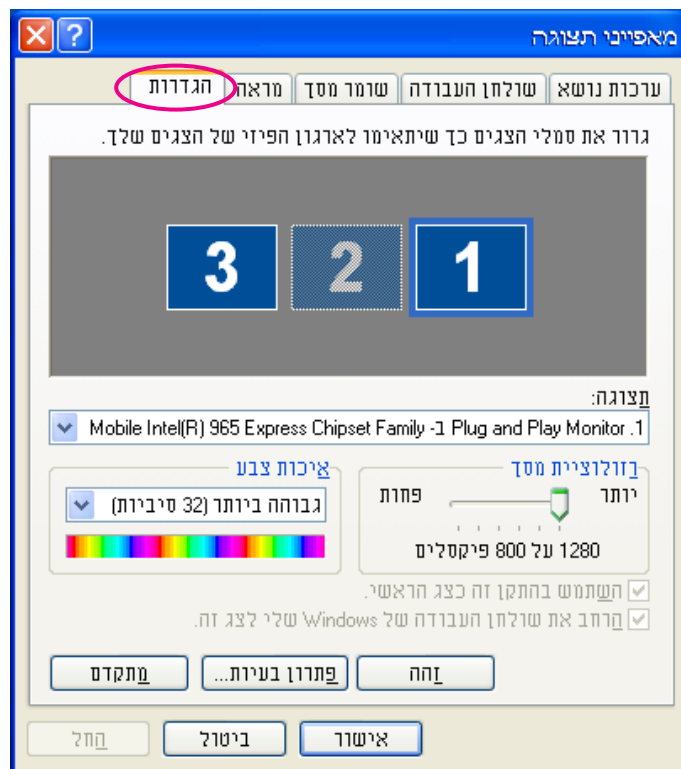 מאפייני תצוגה
ערכות נושא
שולחן העבודה
שומר מסך
מראה
הגדרות
גרור את סמלי הצגים כך שיתאימו לארגון הפיזי של הצגים שלך.
1
2
3
תצוגה:
1. Plug and Play Monitor ב- Mobile Intel(R) 965 Express Chipset Family
רזולוציית מסך
יותר
פחות
1280 על 800 פיקסלים
איכות צבע
גבוהה ביותר (32 סיביות)
השתמש בהתקן זה כצג הראשי.
הרחב את שולחן העבודה של Windows שלי לצג זה.
זהה
פתרון בעיות...
מתקדם
אישור
ביטול
החל